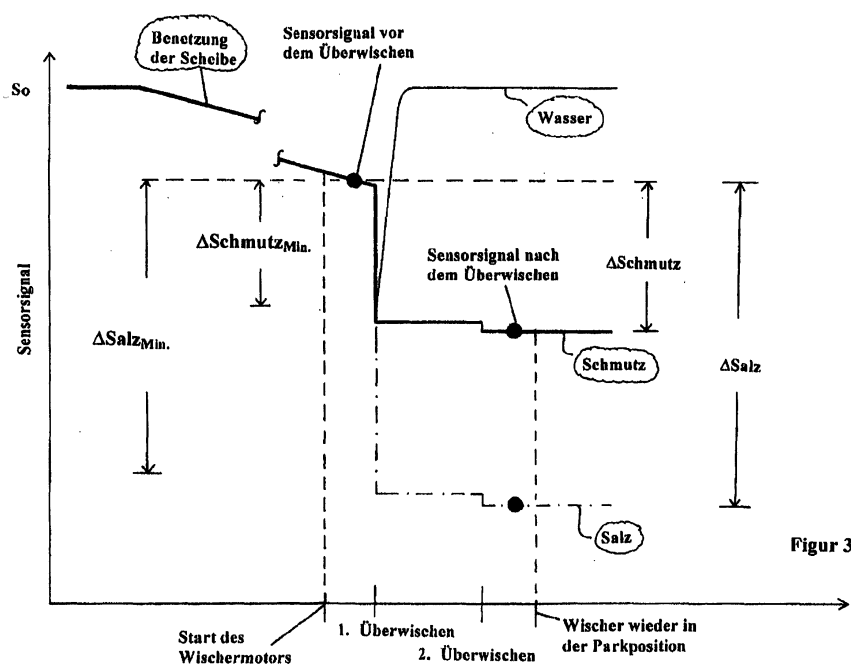 Benetzung
der Scheibe
Sensorsignal vor
dem Überwischen
So
Wasser
ΔSchmutzMin.
Sensorsignal nach
dem Überwischen
ΔSchmutz
Sensorsignal
ΔSalzMin.
Schmutz
ΔSalz
Salz
Figur 3
Start des
Wischermotors
1. Überwischen
2. Überwischen
Wischer wieder in
der Parkposition